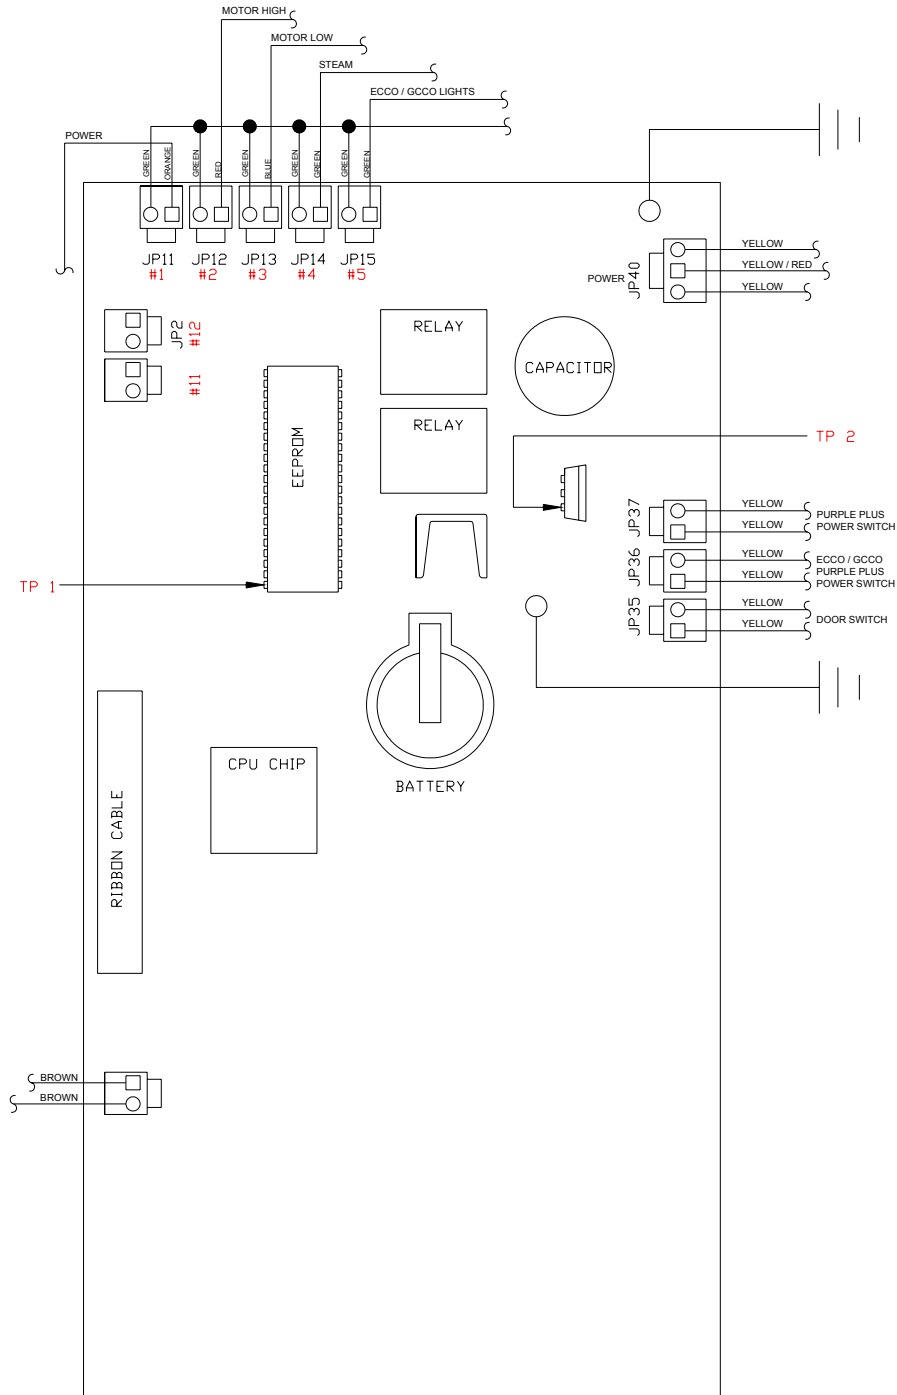 MOTOR HIGH
MOTOR LOW
STEAM
ECCO / GCCO LIGHTS
POWER
GREEN
ORANGE
GREEN
RED
GREEN
BLUE
GREEN
GREEN
GREEN
GREEN
JP11
JP12
JP13
JP14
JP15
#1
#2
#3
#4
#5
YELLOW
YELLOW / RED
YELLOW
POWER
JP40
JP2
#12
#11
RELAY
CAPACITOR
RELAY
EEPROM
TP 2
TP 1
JP37
YELLOW
YELLOW
PURPLE PLUS
POWER SWITCH
JP36
YELLOW
YELLOW
ECCO / GCCO
PURPLE PLUS
POWER SWITCH
JP35
YELLOW
YELLOW
DOOR SWITCH
CPU CHIP
BATTERY
RIBBON CABLE
BROWN
BROWN